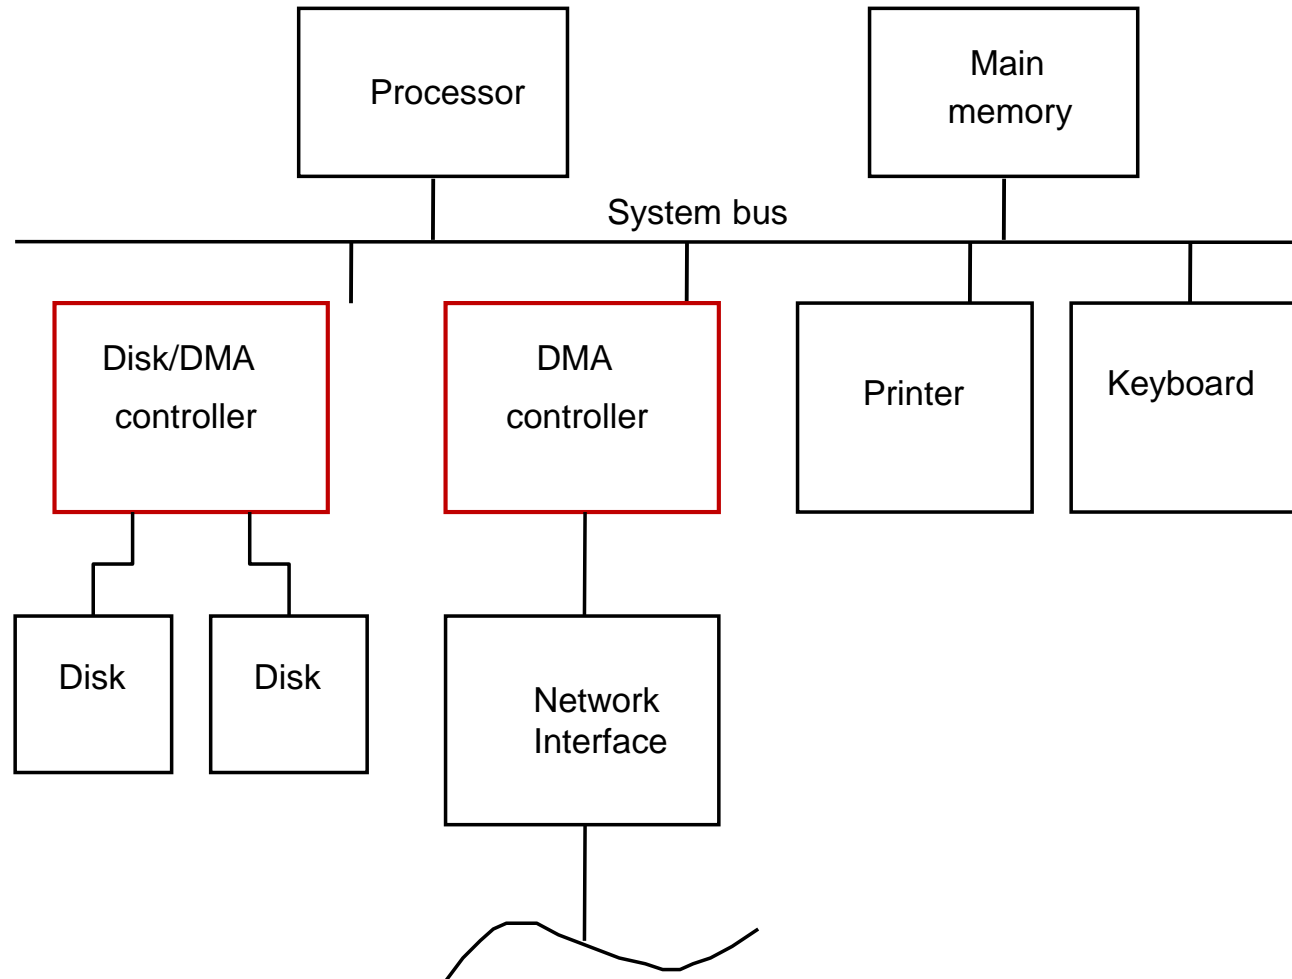 Processor
Main
memory
System bus
Disk/DMA
controller
DMA
controller
Printer
Keyboard
Disk
Disk
Network
Interface